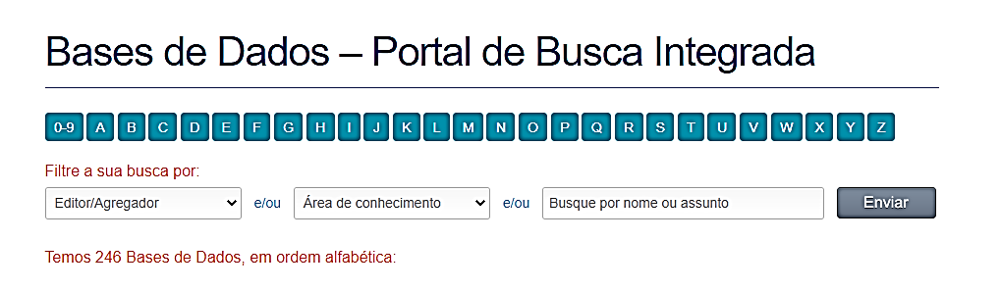 Bases de Dados – Portal de Busca Integrada
0-9 A B C D E F G H I J K L M N O P Q R S T U V W X Y Z
Filtre a sua busca por:
Editor/Agregador e/ou Área de conhecimento e/ou Busque por nome ou assunto Enviar
Temos 246 Bases de Dados, em ordem alfabética: